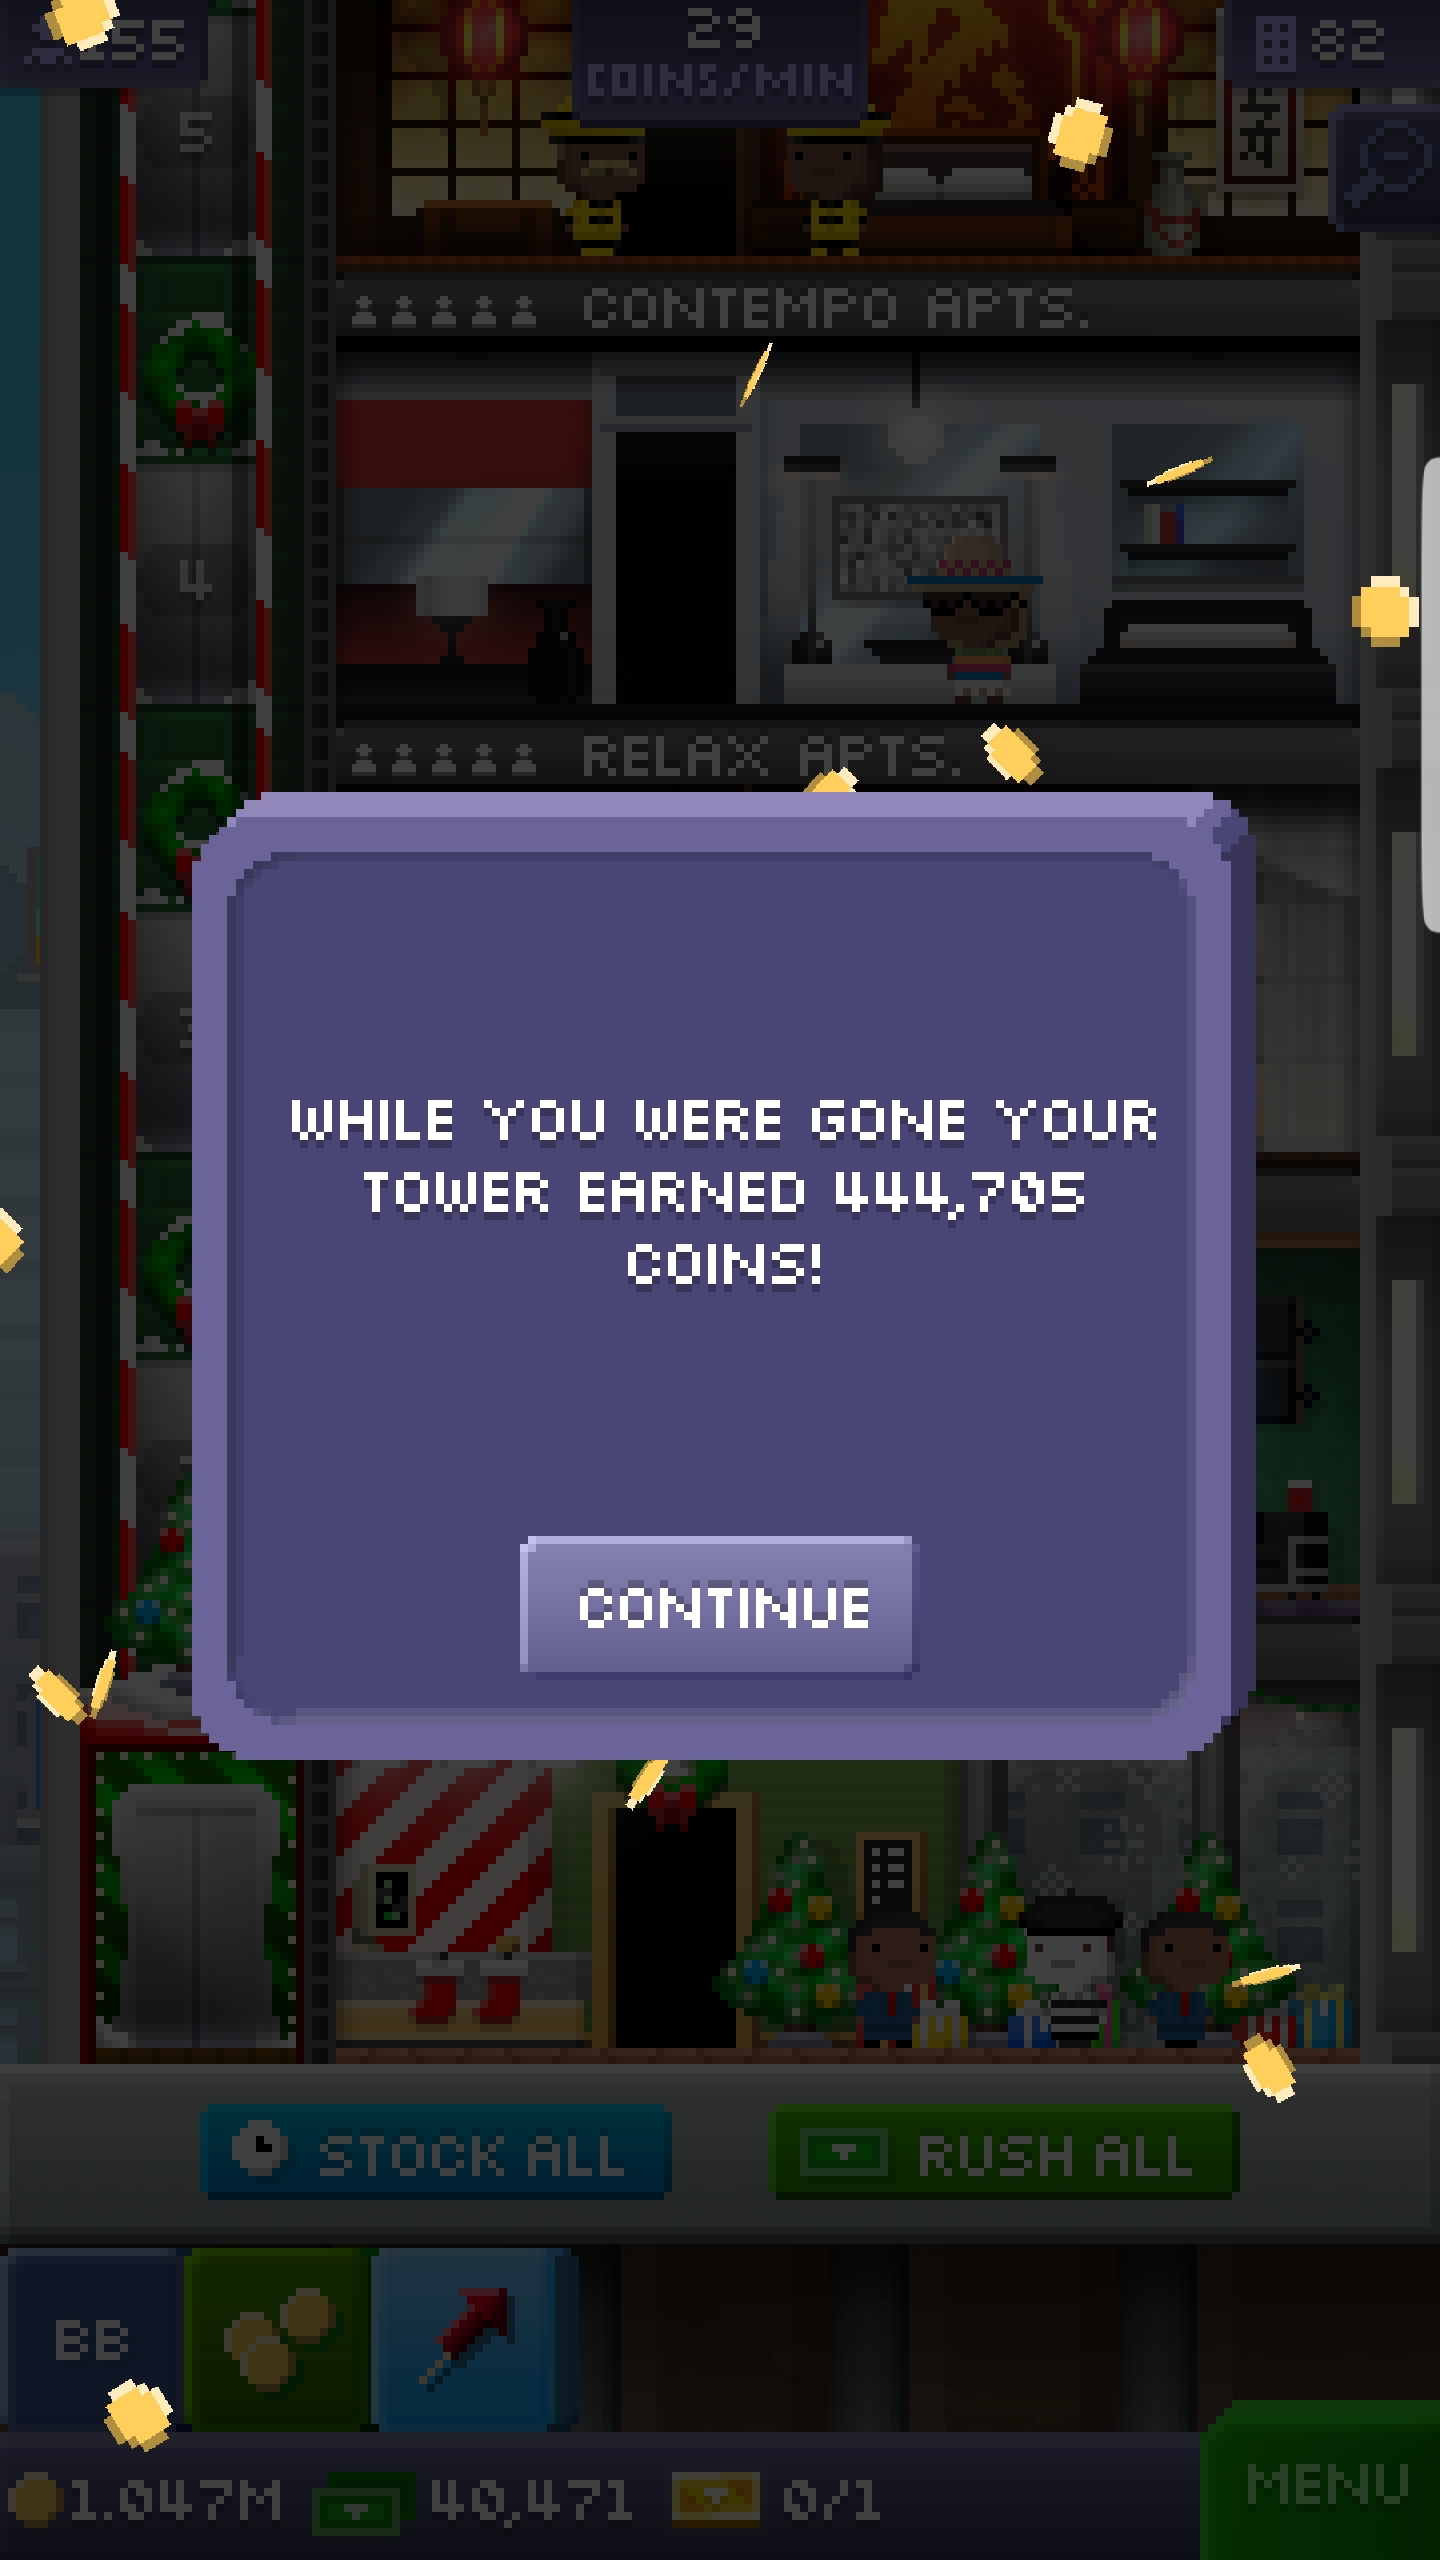 55
29
COINS/MIN
82
5
CONTEMPO APTS.
4
RELAX APTS.
WHILE YOU WERE GONE YOUR
TOWER EARNED 444,705
COINS!
CONTINUE
STOCK ALL
RUSH ALL
BB
1.047M
40,471
0/1
MENU